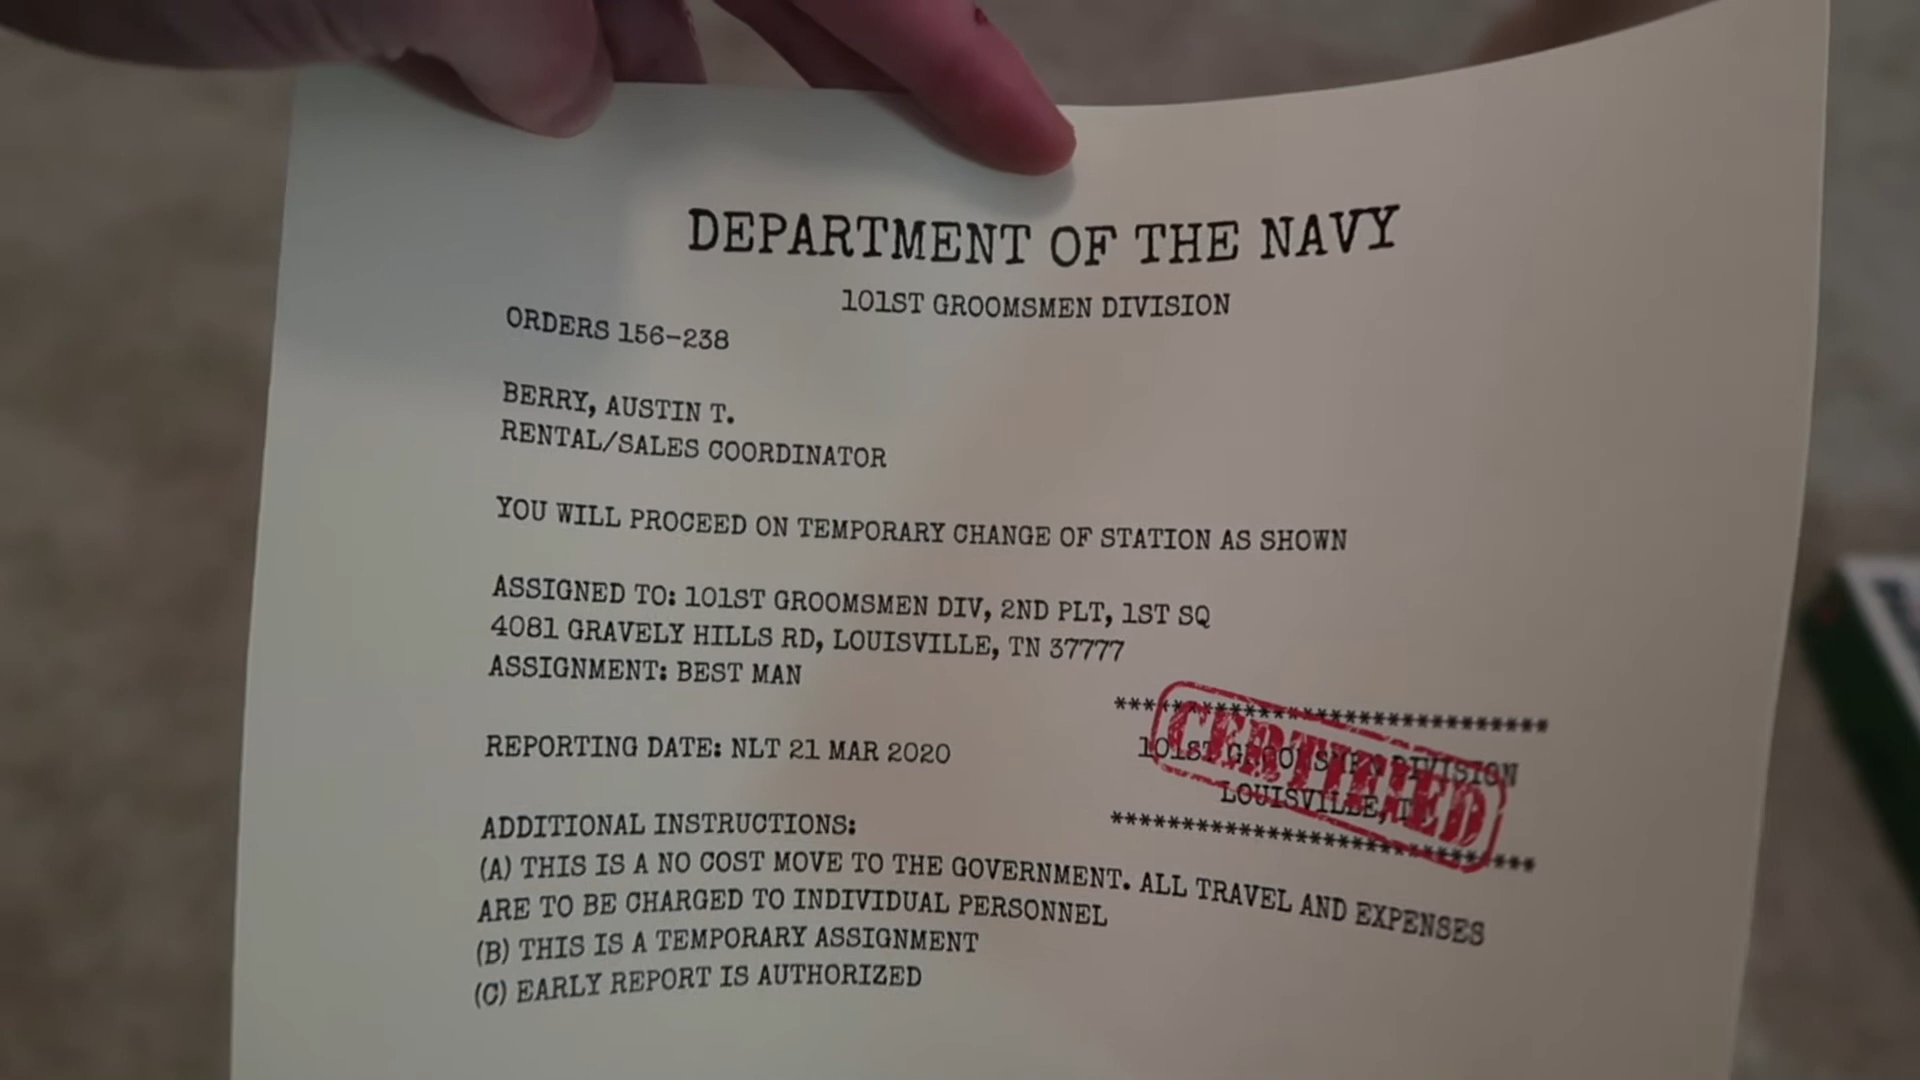 DEPARTMENT OF THE NAVY
101ST GROOMSMEN DIVISION
ORDERS 156-238
BERRY, AUSTIN T.
RENTAL/SALES COORDINATOR
YOU WILL PROCEED ON TEMPORARY CHANGE OF STATION AS SHOWN
ASSIGNED TO: 101ST GROOMSMEN DIV, 2ND PLT, 1ST SQ
4081 GRAVELY HILLS RD, LOUISVILLE, TN 37777
ASSIGNMENT: BEST MAN
REPORTING DATE: NLT 21 MAR 2020
******************************
101ST GROOMSMEN DIVISION
LOUISVILLE, T
******************************
CERTIFIED
ADDITIONAL INSTRUCTIONS:
(A) THIS IS A NO COST MOVE TO THE GOVERNMENT. ALL TRAVEL AND EXPENSES
ARE TO BE CHARGED TO INDIVIDUAL PERSONNEL
(B) THIS IS A TEMPORARY ASSIGNMENT
(C) EARLY REPORT IS AUTHORIZED